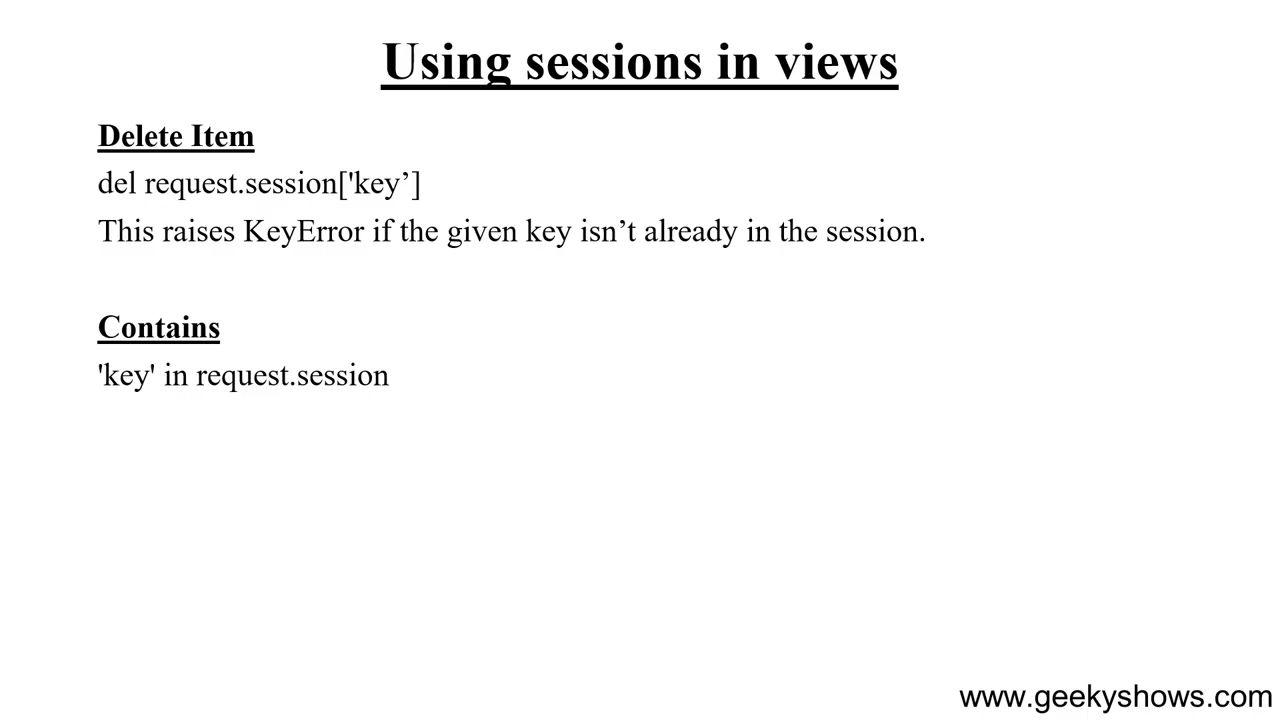 Using sessions in views
Delete Item
del request.session['key’]
This raises KeyError if the given key isn’t already in the session.
Contains
'key' in request.session
www.geekyshows.com